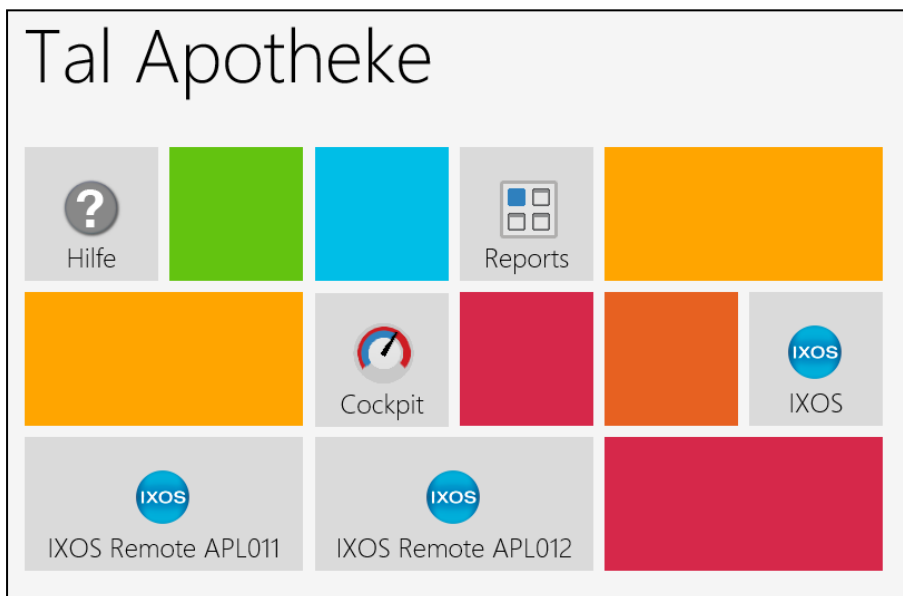 Tal Apotheke
?
Hilfe
Reports
Cockpit
IXOS
IXOS
IXOS
IXOS Remote APL011
IXOS
IXOS Remote APL012